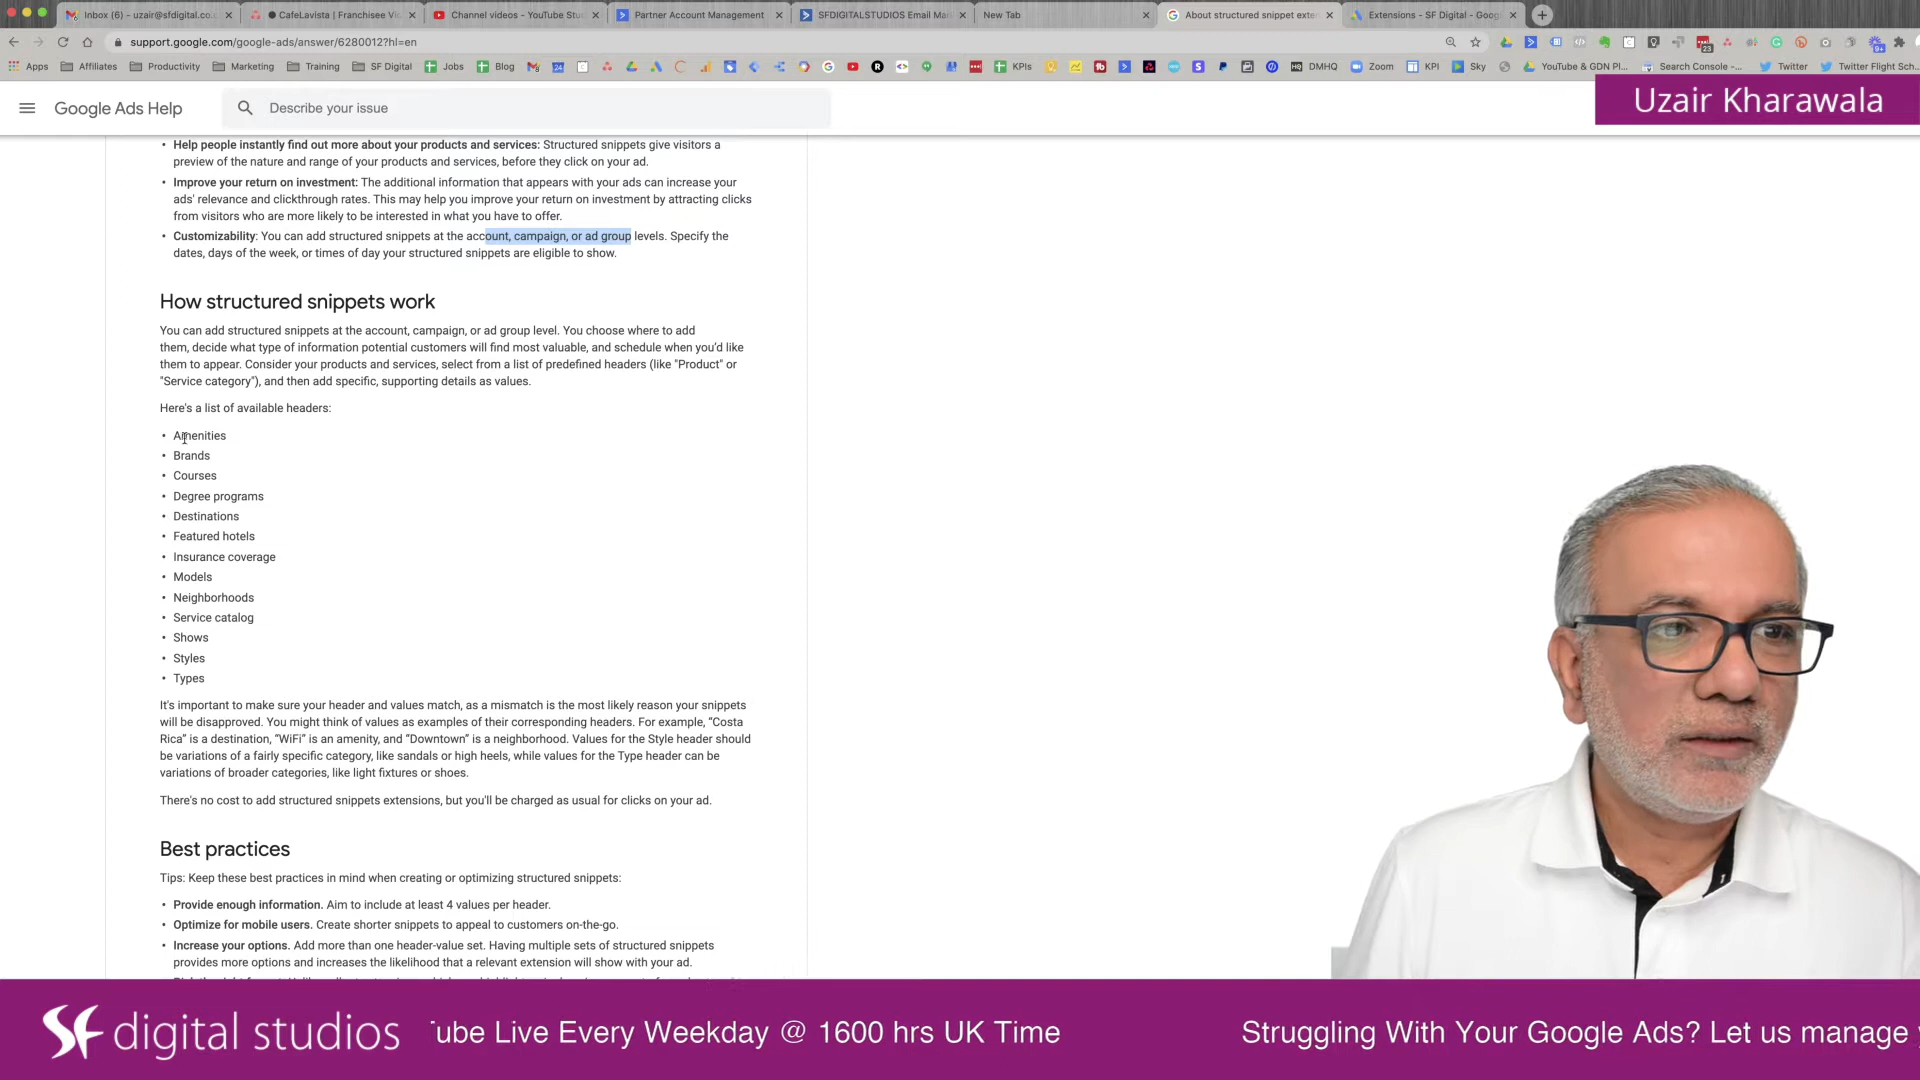 Inbox (6) - uzair@sfdigital.co.
CafeLavista | Franchisee Vi
Channel videos - YouTube Stu
Partner Account Management
SFDIGITALSTUDIOS Email Mar
New Tab
About structured snippet exte
Extensions - SF Digital - Goog
support.google.com/google-ads/answer/6280012?hl=en
Apps
Affiliates
Productivity
Marketing
Training
SF Digital
Jobs
Blog
KPIs
DMHQ
Zoom
KPI
Sky
YouTube & GDN Pl...
Search Console -...
Twitter
Twitter Flight Sch...
Google Ads Help
Describe your issue
Uzair Kharawala
• Help people instantly find out more about your products and services: Structured snippets give visitors a
preview of the nature and range of your products and services, before they click on your ad.
• Improve your return on investment: The additional information that appears with your ads can increase your
ads' relevance and clickthrough rates. This may help you improve your return on investment by attracting clicks
from visitors who are more likely to be interested in what you have to offer.
• Customizability: You can add structured snippets at the account, campaign, or ad group levels. Specify the
dates, days of the week, or times of day your structured snippets are eligible to show.
How structured snippets work
You can add structured snippets at the account, campaign, or ad group level. You choose where to add
them, decide what type of information potential customers will find most valuable, and schedule when you'd like
them to appear. Consider your products and services, select from a list of predefined headers (like "Product" or
"Service category"), and then add specific, supporting details as values.
Here's a list of available headers:
• Amenities
• Brands
• Courses
• Degree programs
• Destinations
• Featured hotels
• Insurance coverage
• Models
• Neighborhoods
• Service catalog
• Shows
• Styles
• Types
It's important to make sure your header and values match, as a mismatch is the most likely reason your snippets
will be disapproved. You might think of values as examples of their corresponding headers. For example, “Costa
Rica” is a destination, “WiFi” is an amenity, and “Downtown” is a neighborhood. Values for the Style header should
be variations of a fairly specific category, like sandals or high heels, while values for the Type header can be
variations of broader categories, like light fixtures or shoes.
There's no cost to add structured snippets extensions, but you'll be charged as usual for clicks on your ad.
Best practices
Tips: Keep these best practices in mind when creating or optimizing structured snippets:
• Provide enough information. Aim to include at least 4 values per header.
• Optimize for mobile users. Create shorter snippets to appeal to customers on-the-go.
• Increase your options. Add more than one header-value set. Having multiple sets of structured snippets
provides more options and increases the likelihood that a relevant extension will show with your ad.
SF digital studios
Tube Live Every Weekday @ 1600 hrs UK Time
Struggling With Your Google Ads? Let us manage